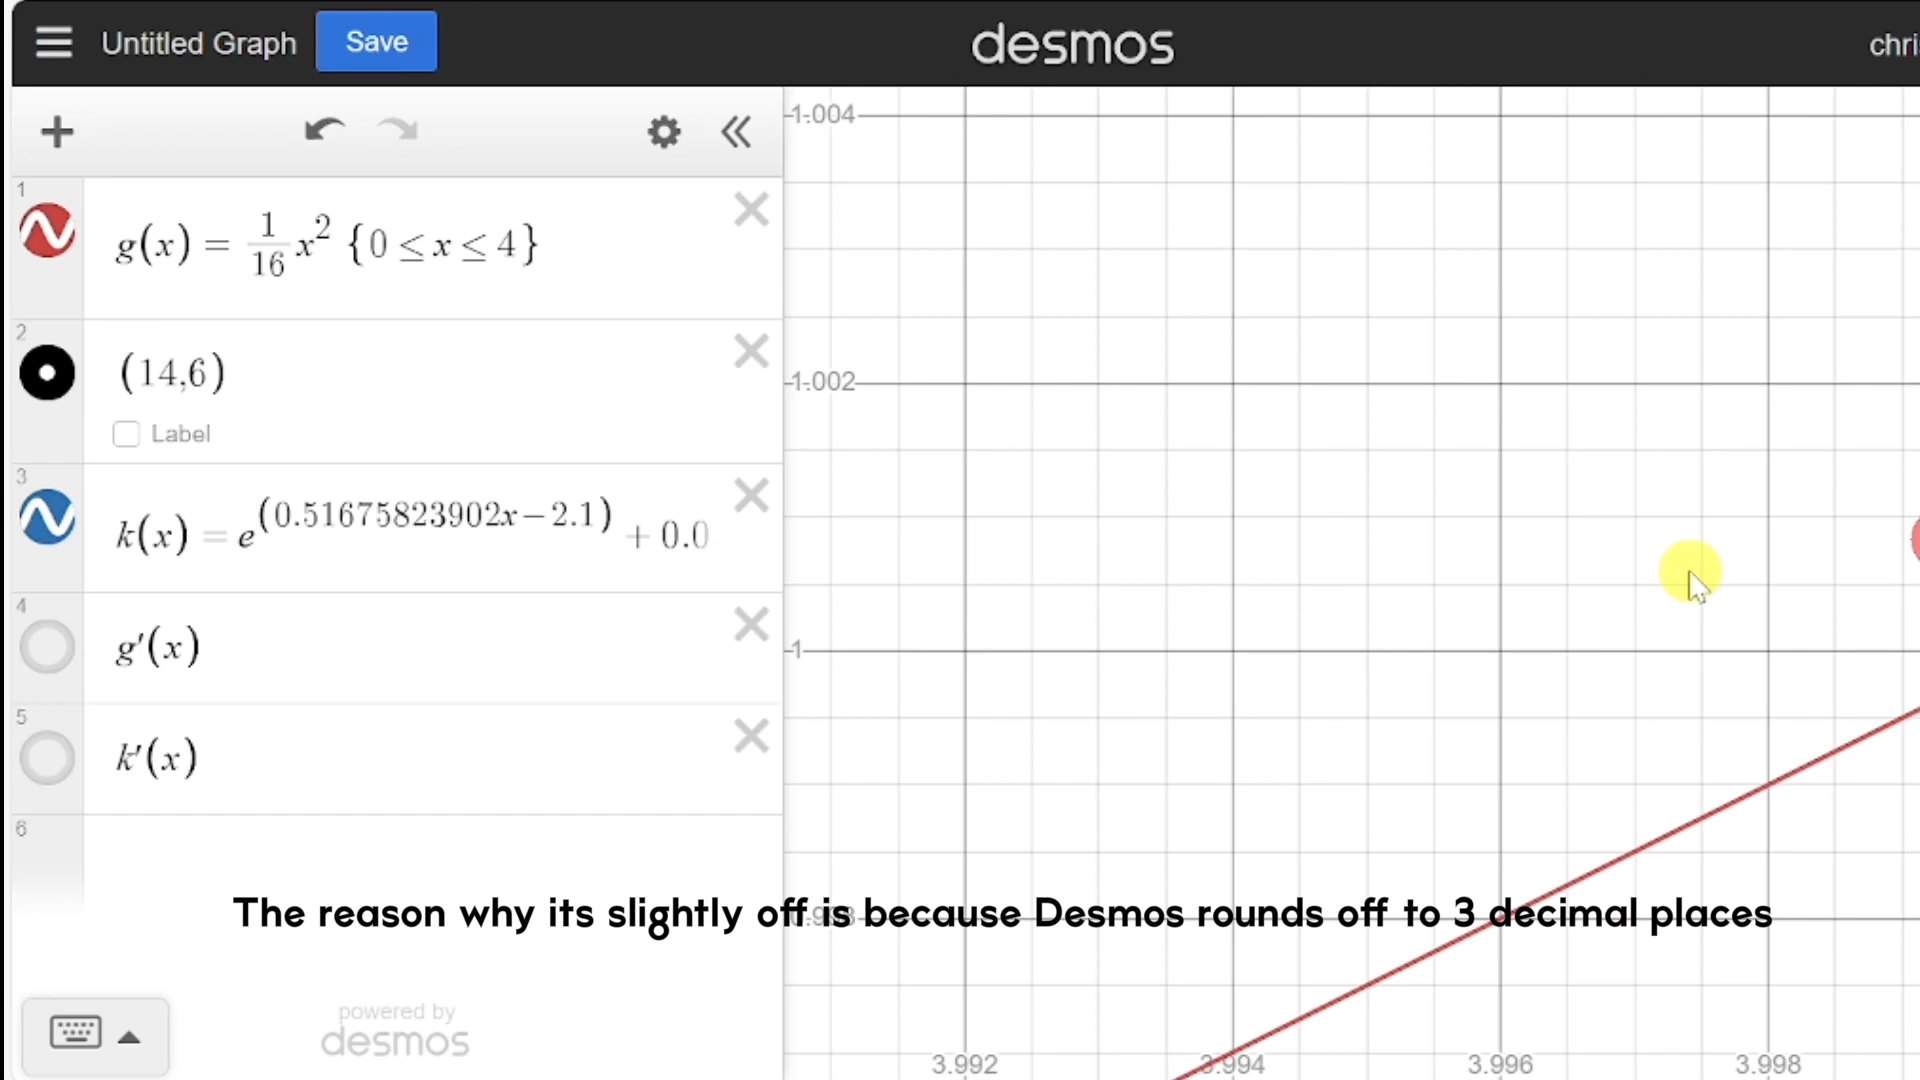 Untitled Graph Save desmos chri
1
g(x) = 1/16 x² {0 ≤ x ≤ 4}
2
(14,6)
Label
3
k(x) = e^(0.51675823902x−2.1) + 0.0
4
g′(x)
5
k′(x)
6
1.004
1.002
1
The reason why its slightly off is because Desmos rounds off to 3 decimal places
powered by
desmos
3.992 3.994 3.996 3.998